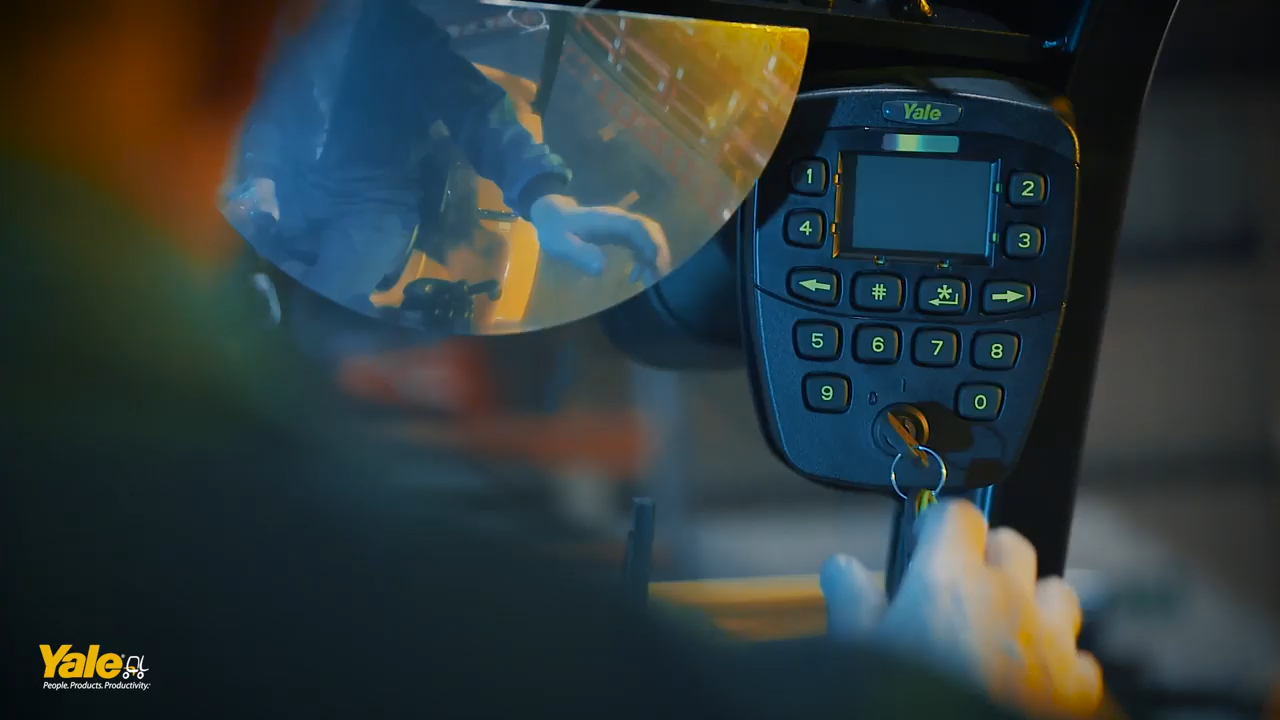 Yale
1 2
4 3
← # * →
5 6 7 8
9 0
Yale
People. Products. Productivity.